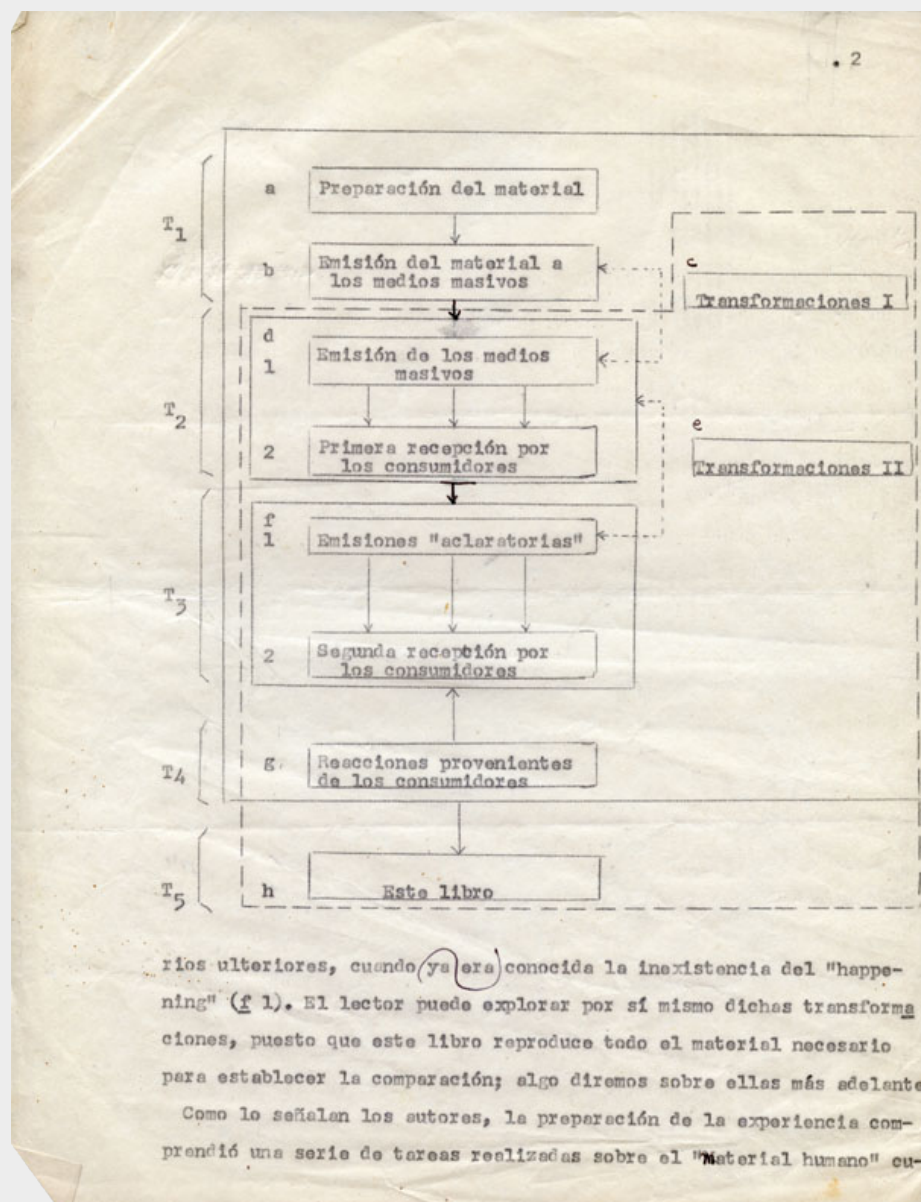 . 2
a Preparación del material
T1
b Emisión del material a
los medios masivos
c
Transformaciones I
d
1 Emisión de los medios
masivos
T2
e
2 Primera recepción por
los consumidores
Transformaciones II
f
1 Emisiones "aclaratorias"
T3
2 Segunda recepción por
los consumidores
T4
g. Reacciones provenientes
de los consumidores
T5
h Este libro
rios ulteriores, cuando ya era conocida la inexistencia del "happe-
ning" (f 1). El lector puede explorar por sí mismo dichas transforma
ciones, puesto que este libro reproduce todo el material necesario
para establecer la comparación; algo diremos sobre ellas más adelante
Como lo señalan los autores, la preparación de la experiencia com-
prendió una serie de tareas realizadas sobre el "Material humano" cu-